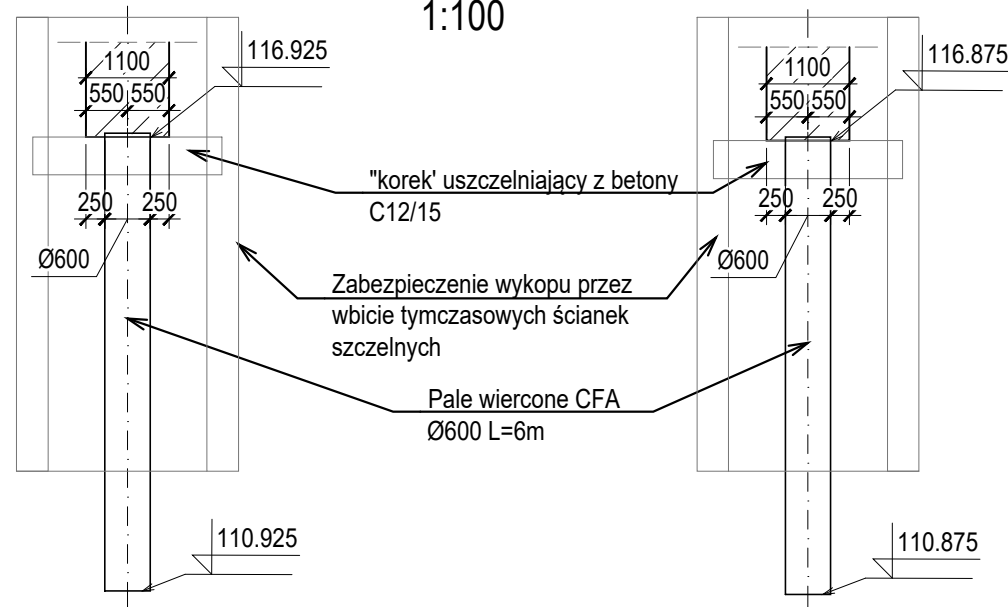 1:100
116.925
1100
550 550
250 250
Ø600
110.925
"korek' uszczelniający z betony
C12/15
Zabezpieczenie wykopu przez
wbicie tymczasowych ścianek
szczelnych
Pale wiercone CFA
Ø600 L=6m
116.875
1100
550 550
250 250
Ø600
110.875